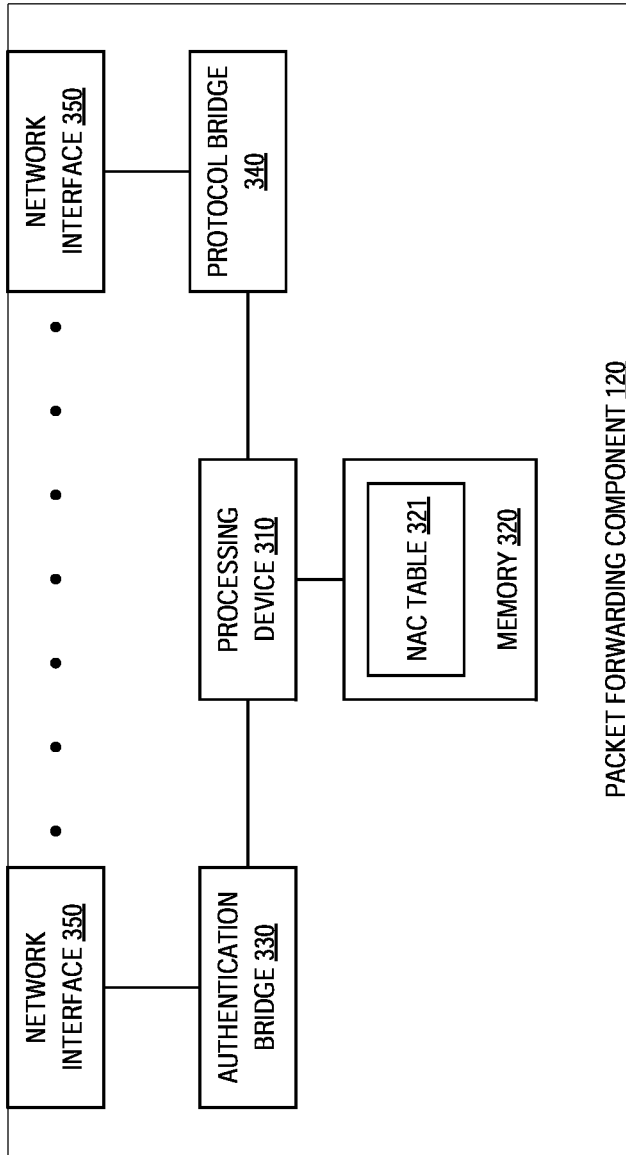 NETWORK
INTERFACE 350
NETWORK
INTERFACE 350
AUTHENTICATION
BRIDGE 330
PROCESSING
DEVICE 310
PROTOCOL BRIDGE
340
NAC TABLE 321
MEMORY 320
PACKET FORWARDING COMPONENT 120